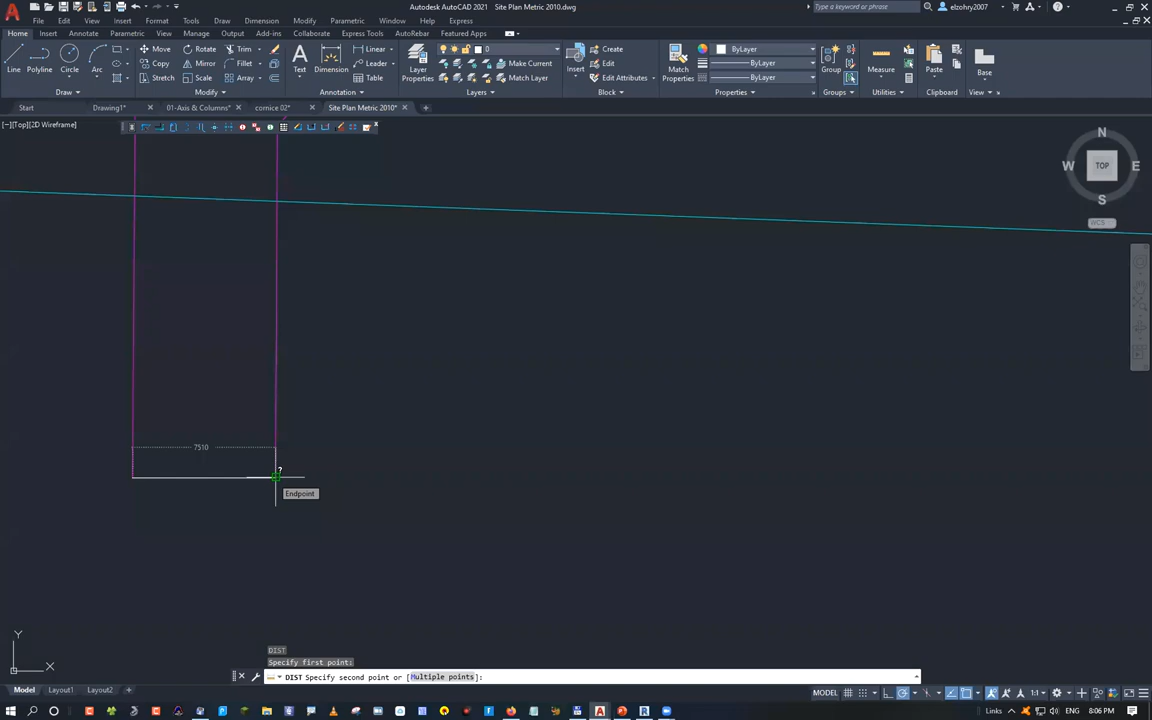 Autodesk AutoCAD 2021 Site Plan Metric 2010.dwg
Type a keyword or phrase
elzohry2007
File Edit View Insert Format Tools Draw Dimension Modify Parametric Window Help Express
Home Insert Annotate Parametric View Manage Output Add-ins Collaborate Express Tools AutoRebar Featured Apps
Line Polyline Circle Arc
Move Rotate Trim
Copy Mirror Fillet
Stretch Scale Array
Text Dimension
Linear
Leader
Table
Layer Properties
0
Make Current
Match Layer
Insert
Create
Edit
Edit Attributes
Match Properties
ByLayer
ByLayer
ByLayer
Group
Measure
Paste
Base
Draw Modify Annotation Layers Block Properties Groups Utilities Clipboard View
Start Drawing1* 01-Axis & Columns* cornice 02* Site Plan Metric 2010*
[−][Top][2D Wireframe]
N
W TOP E
S
WCS
7510
?
Endpoint
Y
X
DIST
Specify first point:
DIST Specify second point or [Multiple points]:
Model Layout1 Layout2
MODEL
1:1
Links
ENG
8:06 PM